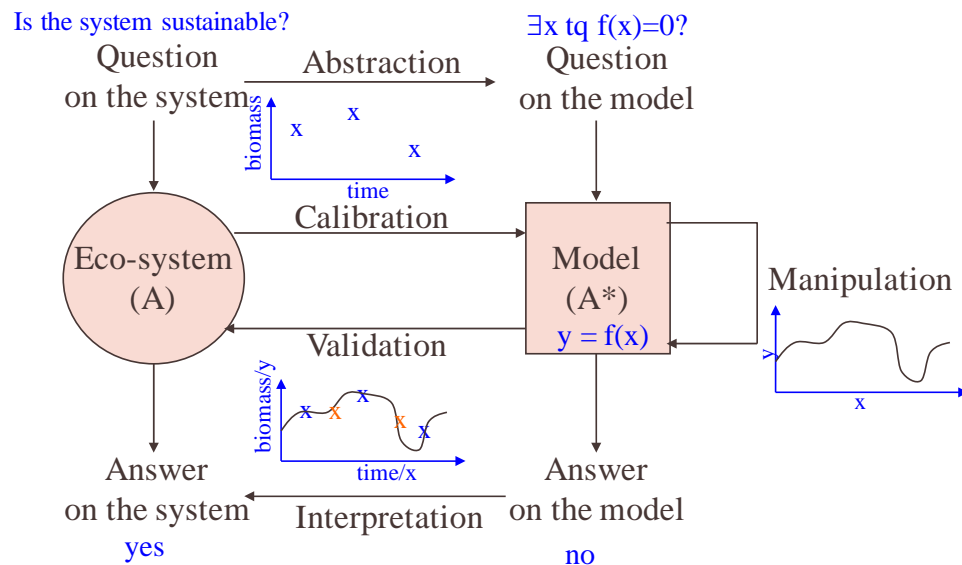 Is the system sustainable?
∃x tq f(x)=0?
Question
on the system
Abstraction
Question
on the model
biomass
x
x
x
time
Calibration
Eco-system
(A)
Model
(A*)
y = f(x)
Manipulation
y
x
Validation
biomass/y
x
x
x
x
x
time/x
Answer
on the system
yes
Interpretation
Answer
on the model
no